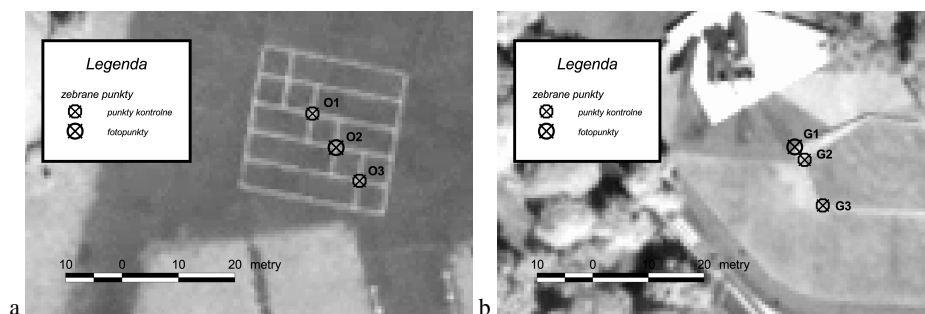 Legenda
zebrane punkty
punkty kontrolne
fotopunkty
O1
O2
O3
10 0 10 20 metry
a
Legenda
zebrane punkty
punkty kontrolne
fotopunkty
G1
G2
G3
10 0 10 20 metry
b